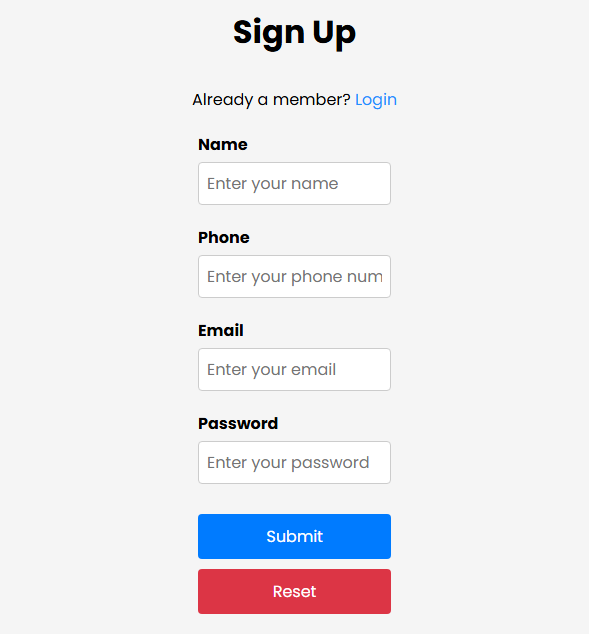 Sign Up
Already a member? Login
Name
Enter your name
Phone
Enter your phone num
Email
Enter your email
Password
Enter your password
Submit
Reset